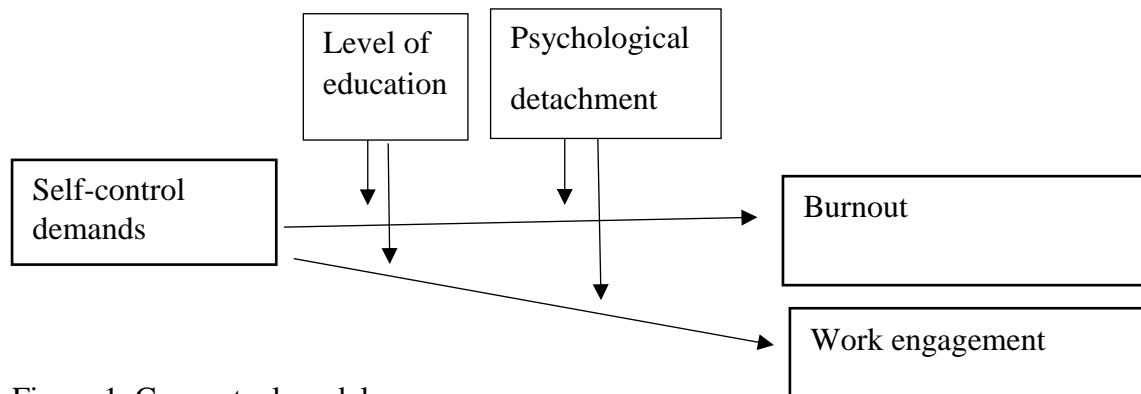 Level of
education
Psychological
detachment
Self-control
demands
Burnout
Work engagement
Figure 1. Conceptual model